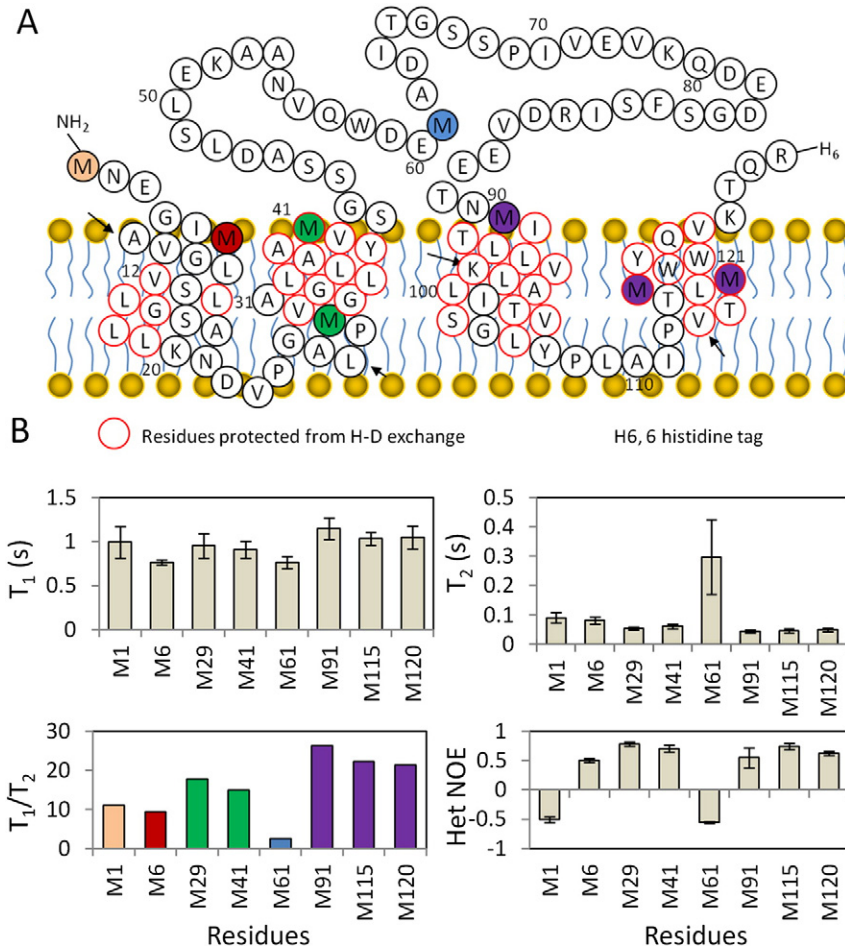 A
70
T G S S P I V E V K Q D E
I D A M
E K A A N V Q W D E
50
L S L D A S S G S
60
80
D G S F S I R D V E E N T
NH2
M N E
R H6
Q T K
41
90
G I M
A V G L
12
V S L
L G S A
L L K N D V P G A L P
20
31
M
A A V Y
L L L
A V G G
M
M I
T L L V
K L A
100
L I T V
S G L Y P L A I P T
110
Q V
Y W W
121
M L M
V T
Residues protected from H-D exchange
H6, 6 histidine tag
B
T1 (s)
1.5
1
0.5
0
M1 M6 M29 M41 M61 M91 M115 M120
T2 (s)
0.5
0.4
0.3
0.2
0.1
0
M1 M6 M29 M41 M61 M91 M115 M120
T1/T2
30
20
10
0
M1 M6 M29 M41 M61 M91 M115 M120
Residues
Het NOE
1
0.5
0
-0.5
-1
M1 M6 M29 M41 M61 M91 M115 M120
Residues